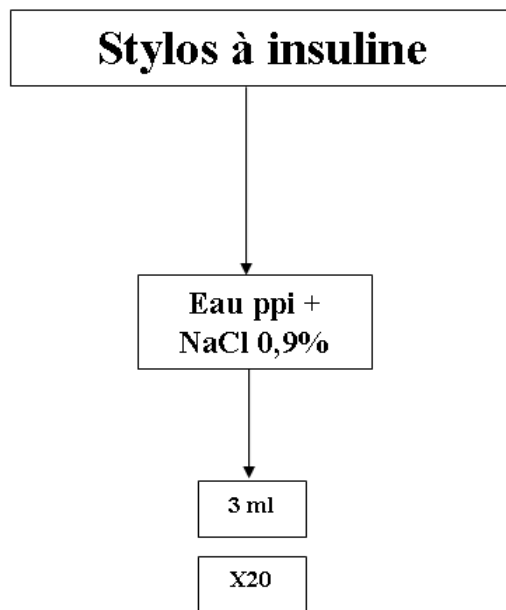 Stylos à insuline
Eau ppi +
NaCl 0,9%
3 ml
X20